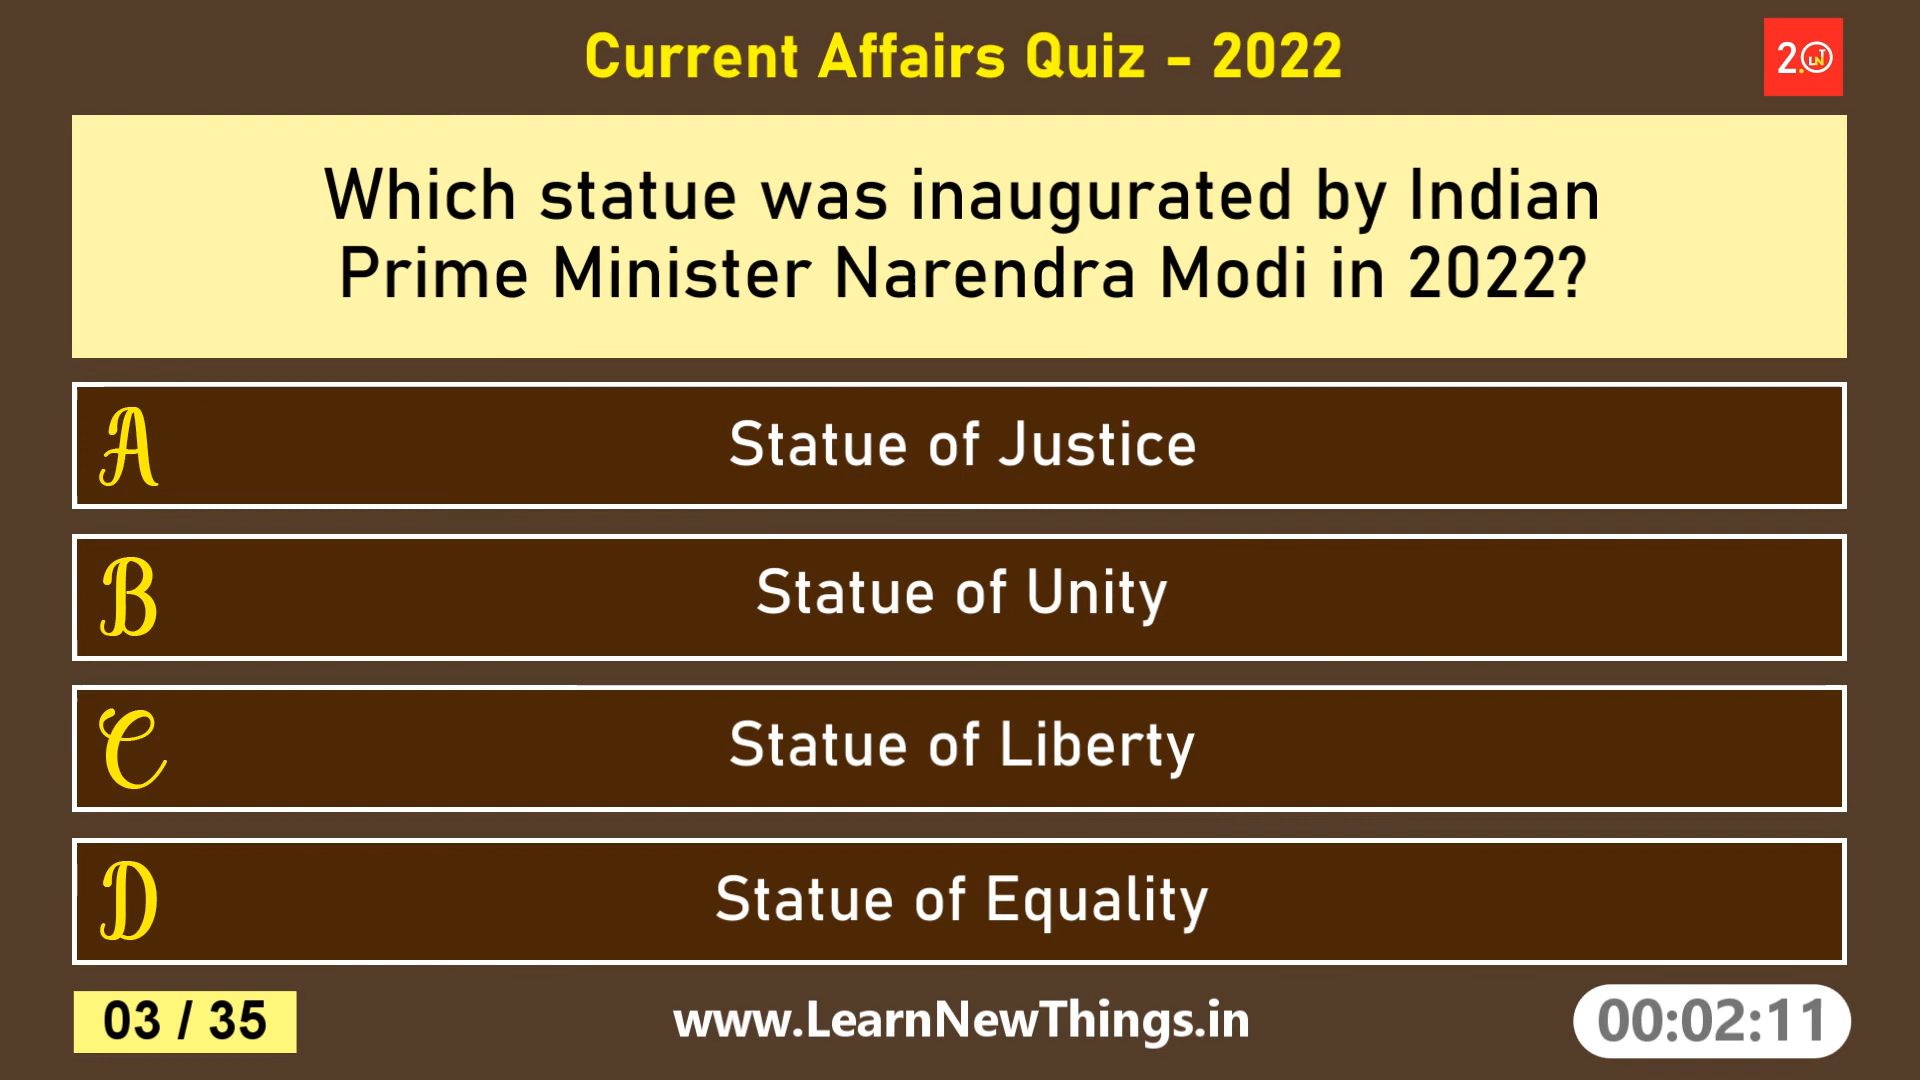 Current Affairs Quiz - 2022
2.LNT
Which statue was inaugurated by Indian
Prime Minister Narendra Modi in 2022?
A Statue of Justice
B Statue of Unity
C Statue of Liberty
D Statue of Equality
03 / 35
www.LearnNewThings.in
00:02:11